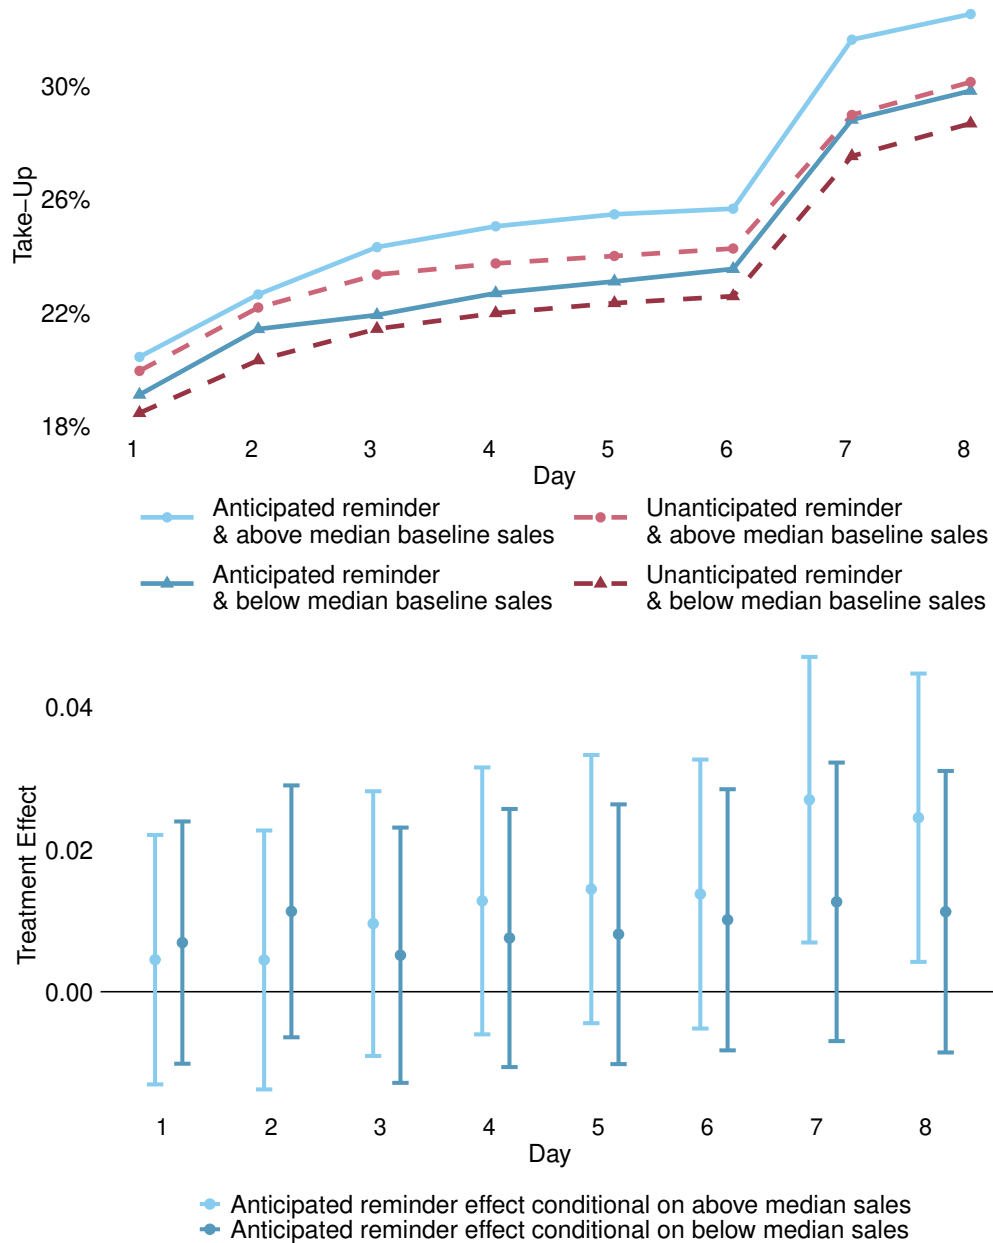 30%
26%
22%
18%
Take–Up
1 2 3 4 5 6 7 8
Day
Anticipated reminder
& above median baseline sales
Unanticipated reminder
& above median baseline sales
Anticipated reminder
& below median baseline sales
Unanticipated reminder
& below median baseline sales
0.04
0.02
0.00
Treatment Effect
1 2 3 4 5 6 7 8
Day
Anticipated reminder effect conditional on above median sales
Anticipated reminder effect conditional on below median sales